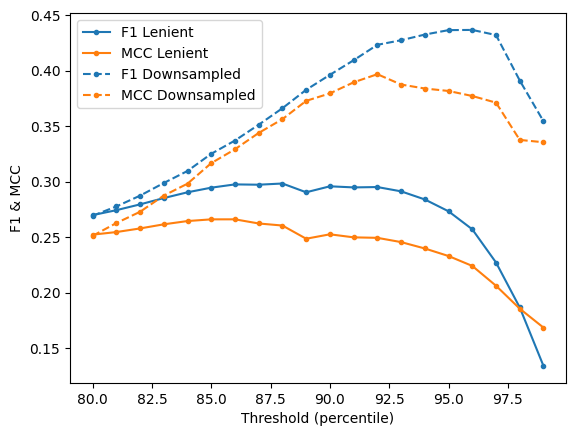 F1 Lenient
MCC Lenient
F1 Downsampled
MCC Downsampled
0.45
0.40
0.35
0.30
0.25
0.20
0.15
F1 & MCC
80.0 82.5 85.0 87.5 90.0 92.5 95.0 97.5
Threshold (percentile)